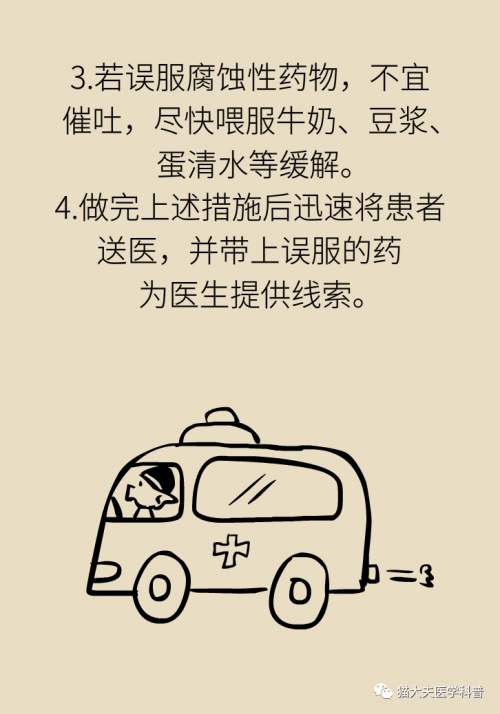 3.若误服腐蚀性药物，不宜
催吐，尽快喂服牛奶、豆浆、
蛋清水等缓解。
4.做完上述措施后迅速将患者
送医，并带上误服的药
为医生提供线索。
猫大夫医学科普